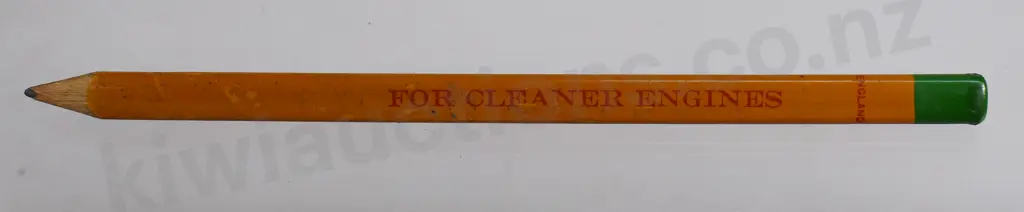 FOR CLEANER ENGINES
ENGLAND
kiwiauctions.co.nz